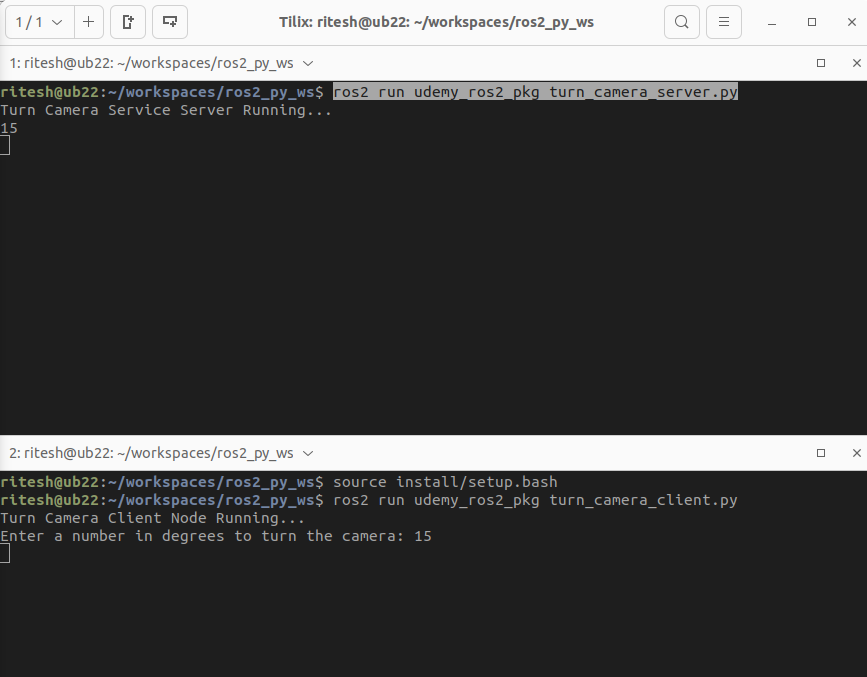 1 / 1
Tilix: ritesh@ub22: ~/workspaces/ros2_py_ws
1: ritesh@ub22: ~/workspaces/ros2_py_ws
ritesh@ub22:~/workspaces/ros2_py_ws$ ros2 run udemy_ros2_pkg turn_camera_server.py
Turn Camera Service Server Running...
15
2: ritesh@ub22: ~/workspaces/ros2_py_ws
ritesh@ub22:~/workspaces/ros2_py_ws$ source install/setup.bash
ritesh@ub22:~/workspaces/ros2_py_ws$ ros2 run udemy_ros2_pkg turn_camera_client.py
Turn Camera Client Node Running...
Enter a number in degrees to turn the camera: 15